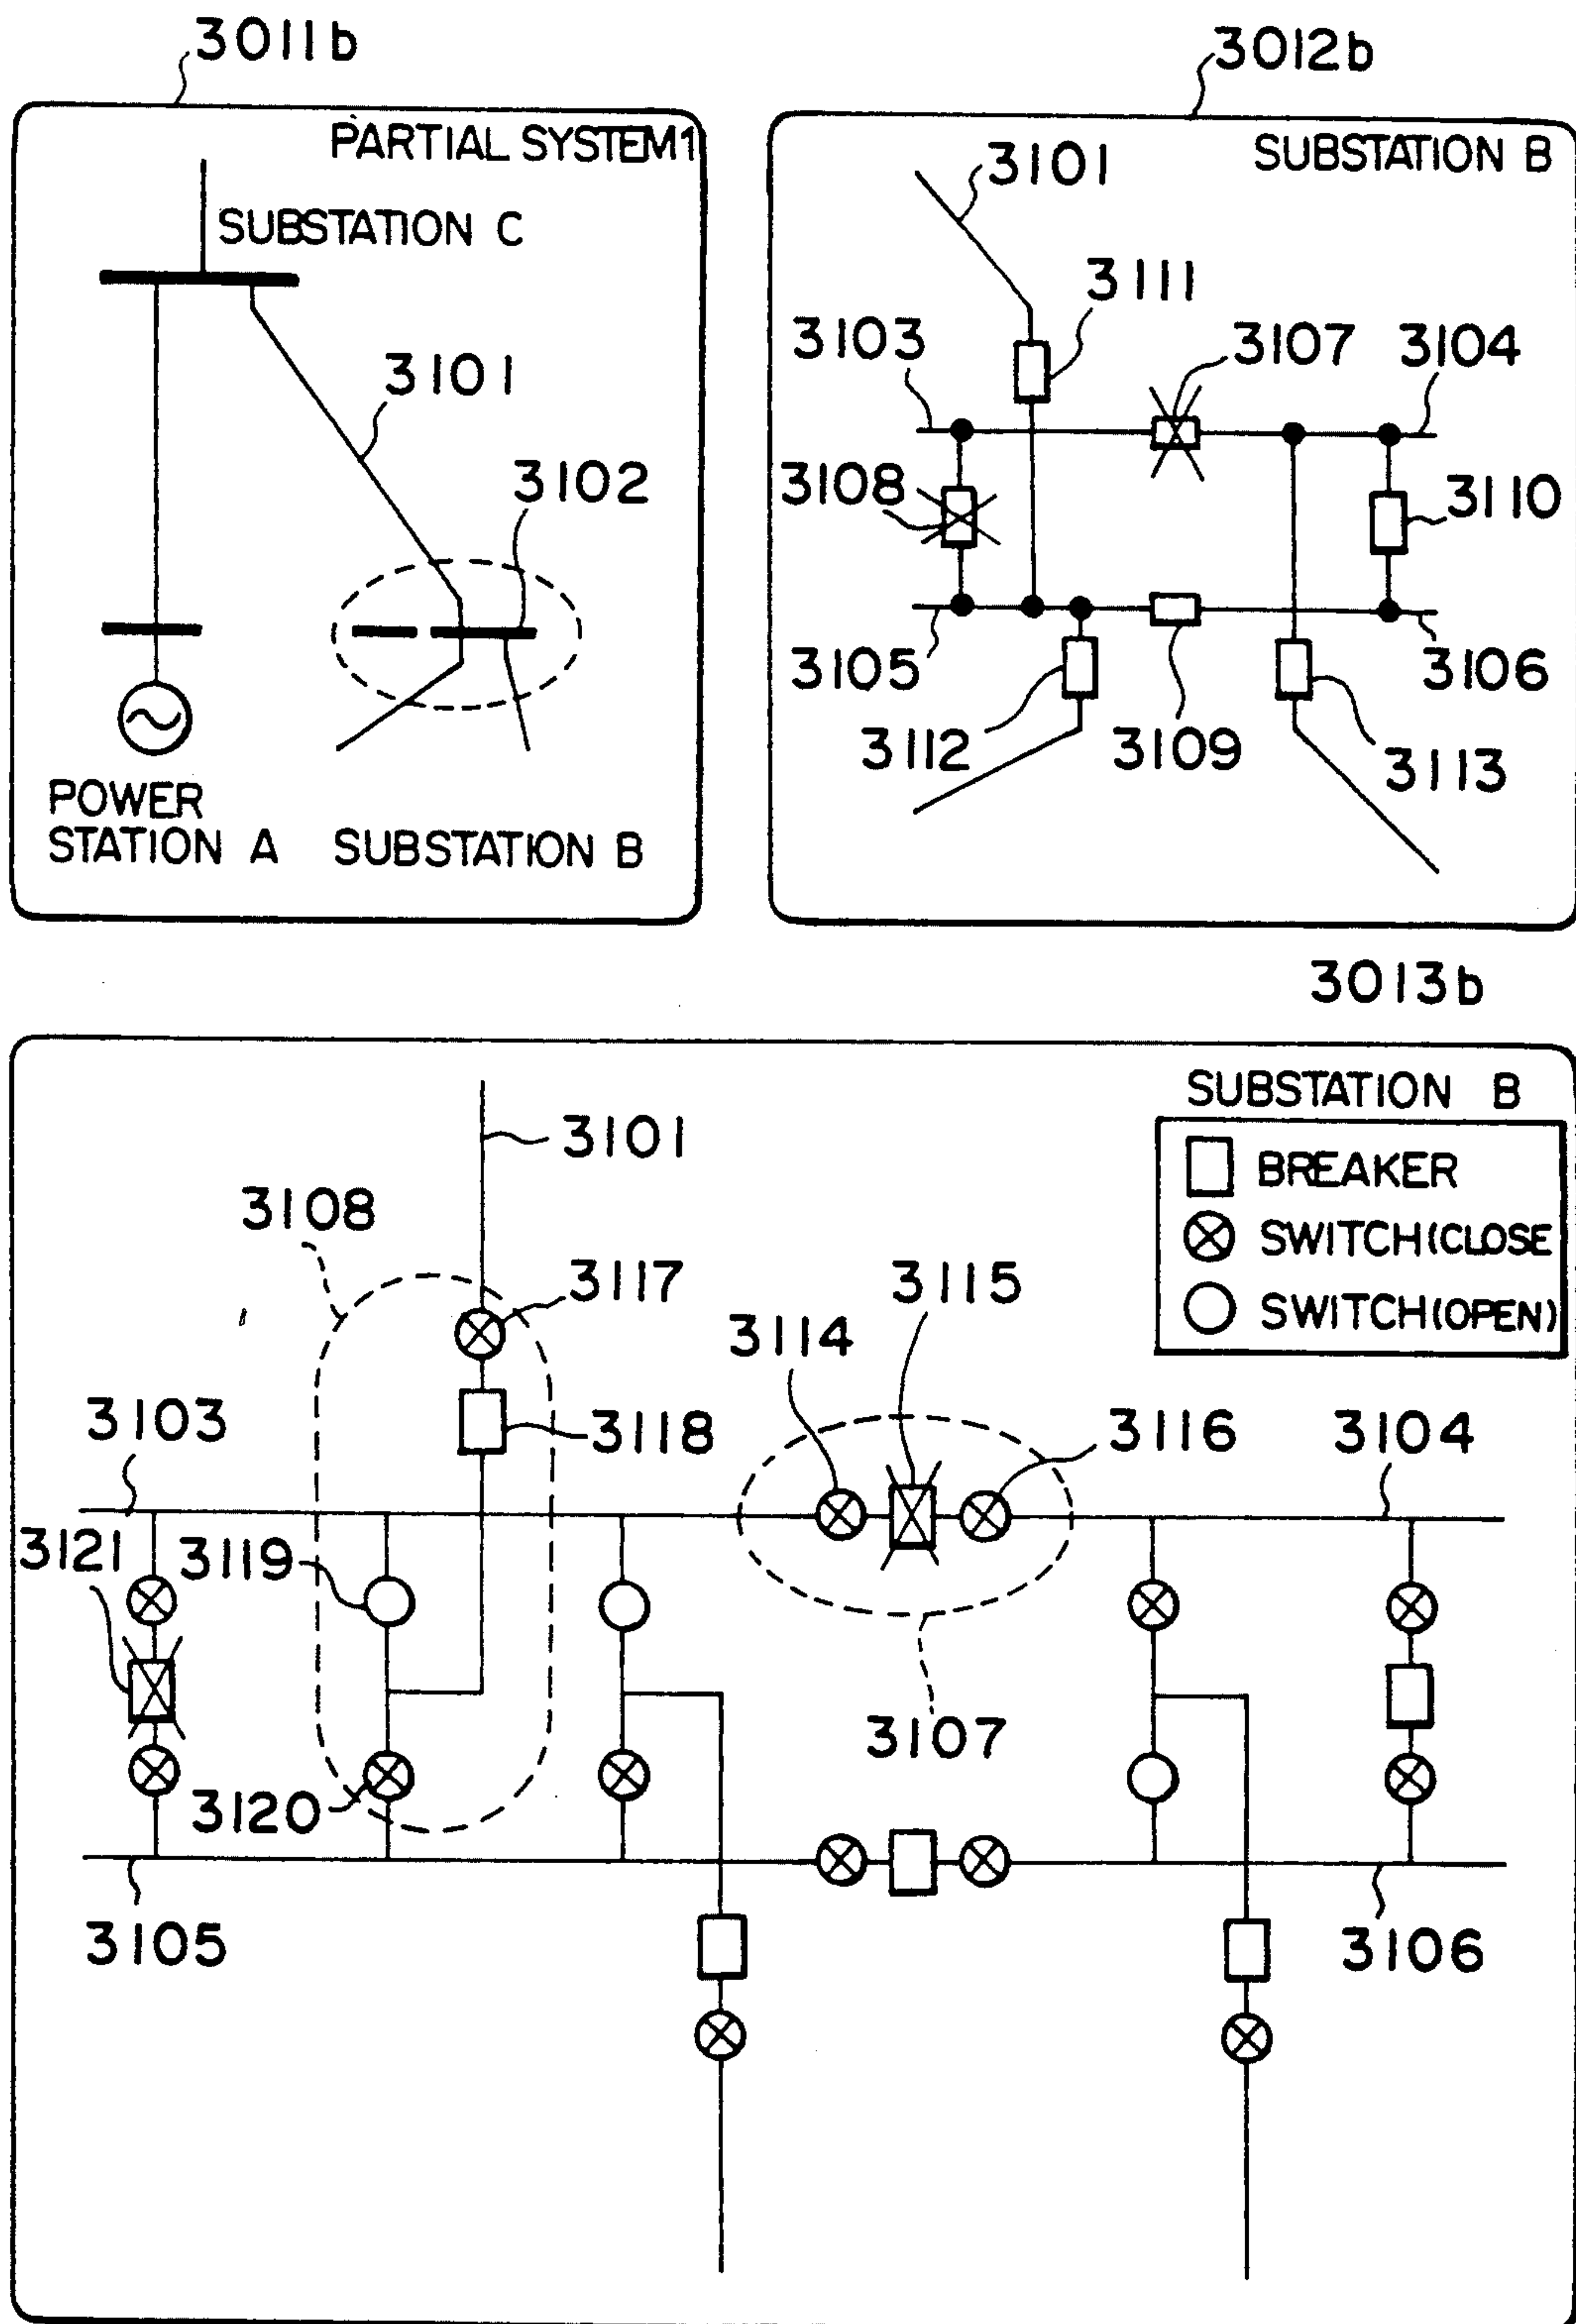 3011b
PARTIAL SYSTEM1
SUBSTATION C
3101
3102
POWER
STATION A
SUBSTATION B
3012b
SUBSTATION B
3101
3111
3103
3107
3104
3108
3110
3105
3106
3112
3109
3113
3013b
SUBSTATION B
BREAKER
SWITCH(CLOSE
SWITCH(OPEN)
3101
3108
3117
3115
3114
3103
3118
3116
3104
3121
3119
3107
3120
3105
3106